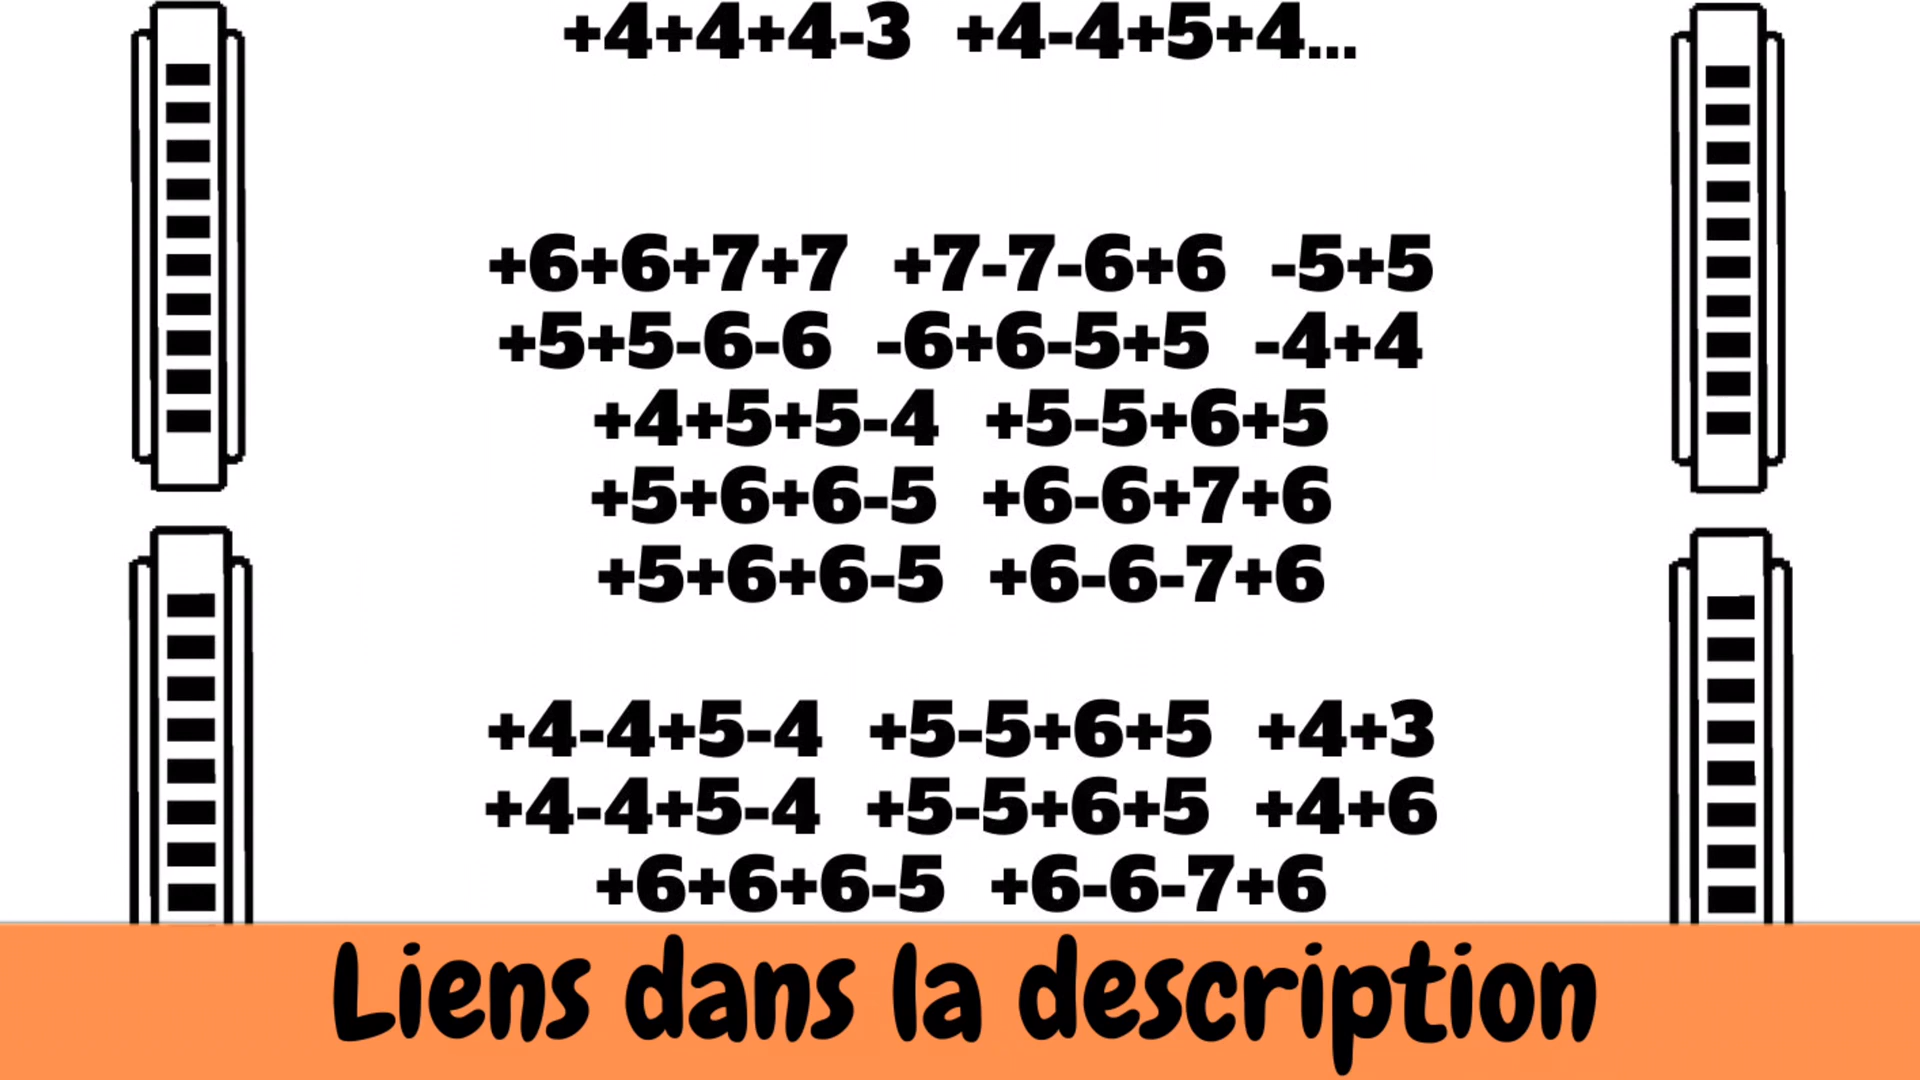 +4+4+4-3 +4-4+5+4...
+6+6+7+7 +7-7-6+6 -5+5
+5+5-6-6 -6+6-5+5 -4+4
+4+5+5-4 +5-5+6+5
+5+6+6-5 +6-6+7+6
+5+6+6-5 +6-6-7+6
+4-4+5-4 +5-5+6+5 +4+3
+4-4+5-4 +5-5+6+5 +4+6
+6+6+6-5 +6-6-7+6
Liens dans la description